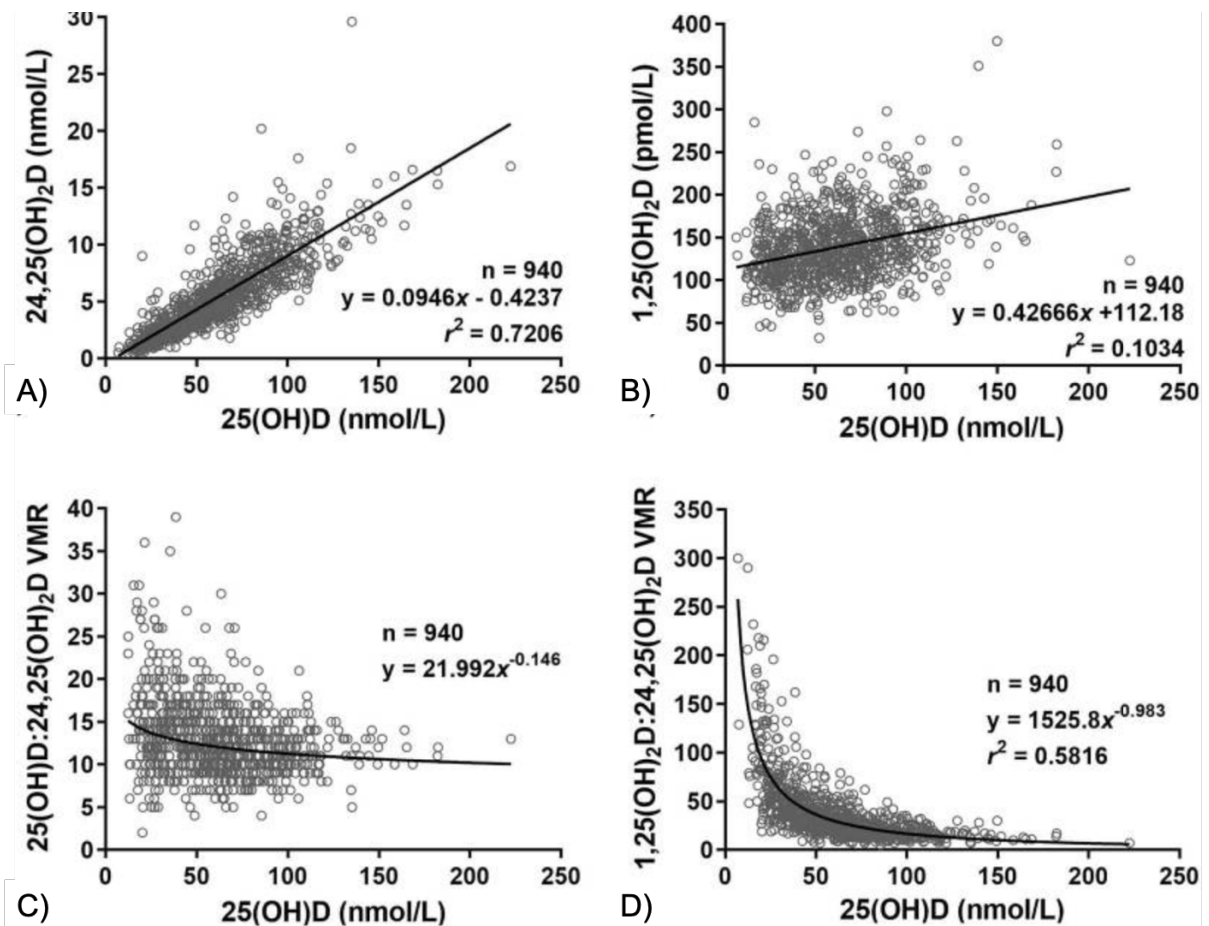 30
25
20
15
10
5
0
24,25(OH)₂D (nmol/L)
n = 940
y = 0.0946x - 0.4237
r² = 0.7206
0 50 100 150 200 250
A)
25(OH)D (nmol/L)
400
350
300
250
200
150
100
50
0
1,25(OH)₂D (pmol/L)
n = 940
y = 0.42666x +112.18
r² = 0.1034
0 50 100 150 200 250
B)
25(OH)D (nmol/L)
40
35
30
25
20
15
10
5
0
25(OH)D:24,25(OH)₂D VMR
n = 940
y = 21.992x⁻⁰·¹⁴⁶
0 50 100 150 200 250
C)
25(OH)D (nmol/L)
350
300
250
200
150
100
50
0
1,25(OH)₂D:24,25(OH)₂D VMR
n = 940
y = 1525.8x⁻⁰·⁹⁸³
r² = 0.5816
0 50 100 150 200 250
D)
25(OH)D (nmol/L)